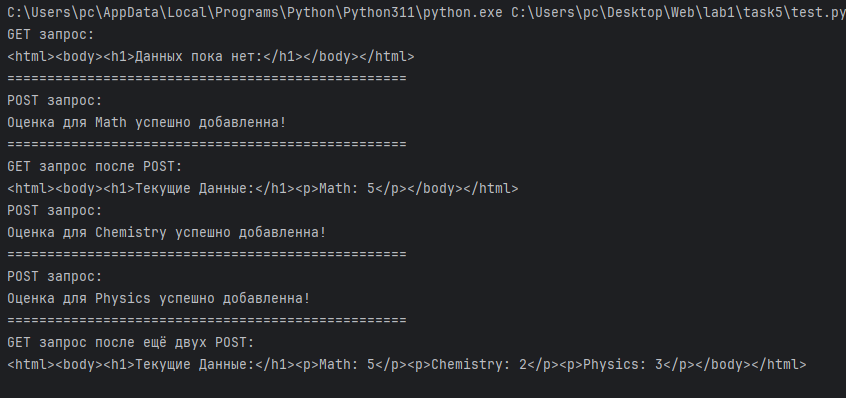 C:\Users\pc\AppData\Local\Programs\Python\Python311\python.exe C:\Users\pc\Desktop\Web\lab1\task5\test.py
GET запрос:
<html><body><h1>Данных пока нет:</h1></body></html>
==================================================
POST запрос:
Оценка для Math успешно добавленна!
==================================================
GET запрос после POST:
<html><body><h1>Текущие Данные:</h1><p>Math: 5</p></body></html>
POST запрос:
Оценка для Chemistry успешно добавленна!
==================================================
POST запрос:
Оценка для Physics успешно добавленна!
==================================================
GET запрос после ещё двух POST:
<html><body><h1>Текущие Данные:</h1><p>Math: 5</p><p>Chemistry: 2</p><p>Physics: 3</p></body></html>